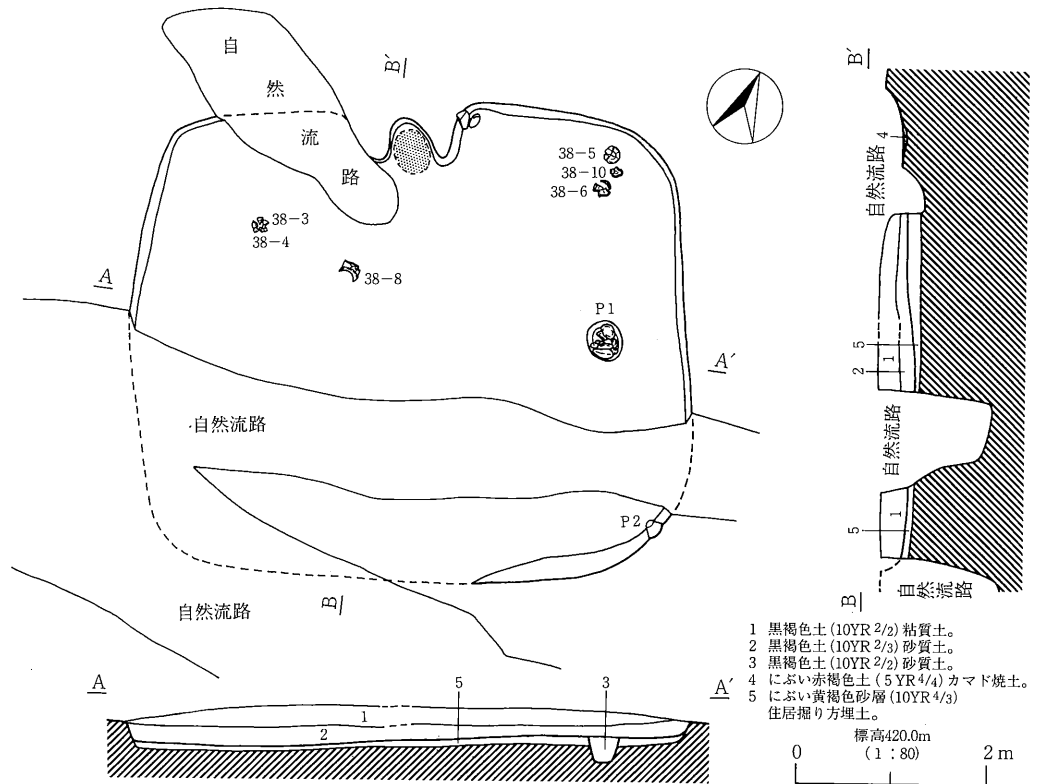 自然流路
B′
38-5
38-10
38-6
38-3
38-4
38-8
A
P1
A′
自然流路
P2
B
自然流路
B′
4
自然流路
5
1
2
自然流路
1
5
B
自然流路
1 黒褐色土(10YR 2/2)粘質土。
2 黒褐色土(10YR 2/3)砂質土。
3 黒褐色土(10YR 2/2)砂質土。
4 にぶい赤褐色土(5YR 4/4)カマド焼土。
5 にぶい黄褐色砂層(10YR 4/3)
住居掘り方埋土。
A
5
3
A′
1
2
標高420.0m
(1:80)
0 2m